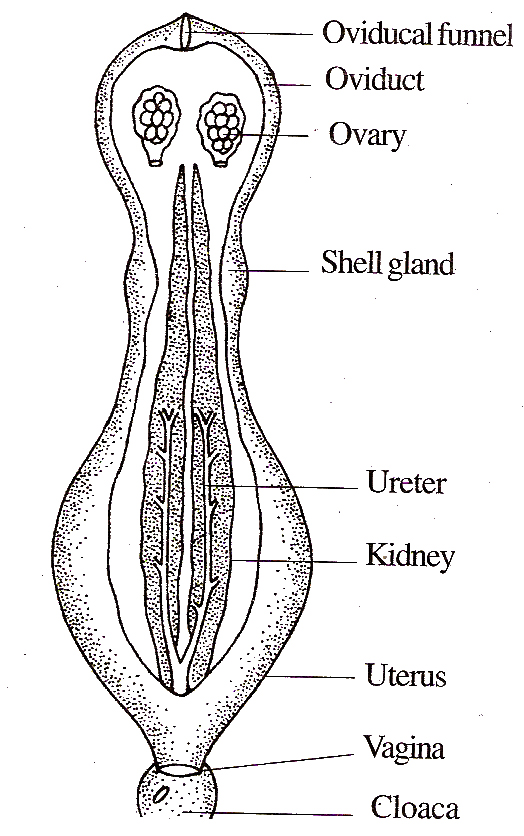 Oviducal funnel
Oviduct
Ovary
Shell gland
Ureter
Kidney
Uterus
Vagina
Cloaca